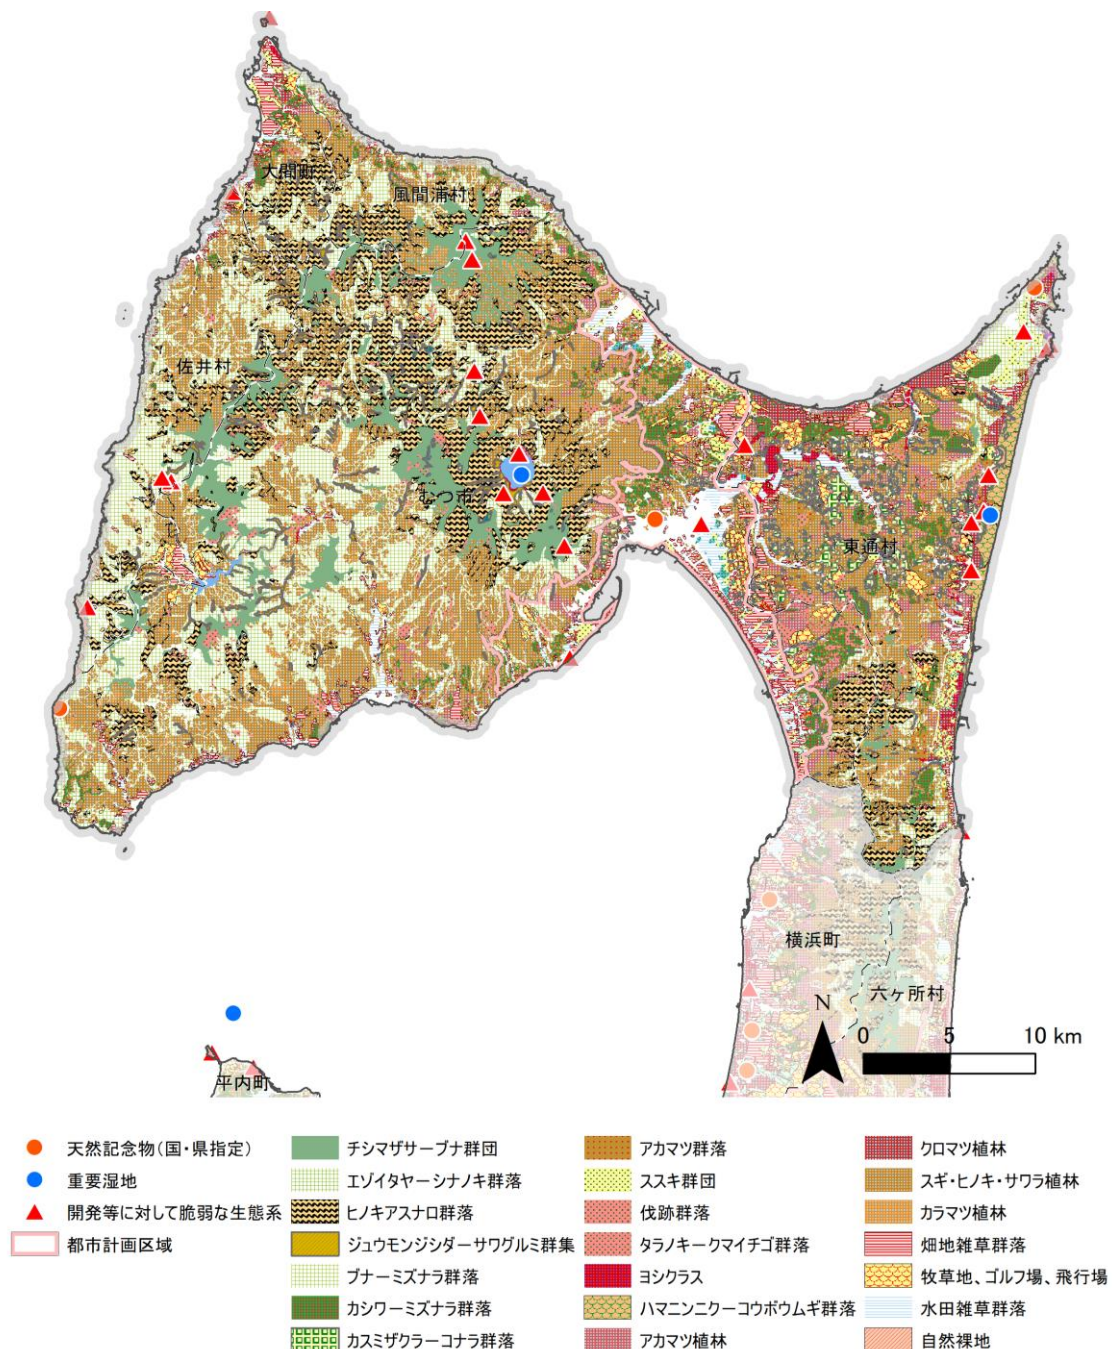 大間町
風間浦村
佐井村
むつ市
東通村
横浜町
六ヶ所村
平内町
N
0 5 10 km
天然記念物(国・県指定)
重要湿地
開発等に対して脆弱な生態系
都市計画区域
チシマザサーブナ群団
エゾイタヤーシナノキ群落
ヒノキアスナロ群落
ジュウモンジシダーサワグルミ群集
ブナーミズナラ群落
カシワーミズナラ群落
カスミザクラーコナラ群落
アカマツ群落
ススキ群団
伐跡群落
タラノキークマイチゴ群落
ヨシクラス
ハマニンニクーコウボウムギ群落
アカマツ植林
クロマツ植林
スギ・ヒノキ・サワラ植林
カラマツ植林
畑地雑草群落
牧草地、ゴルフ場、飛行場
水田雑草群落
自然裸地